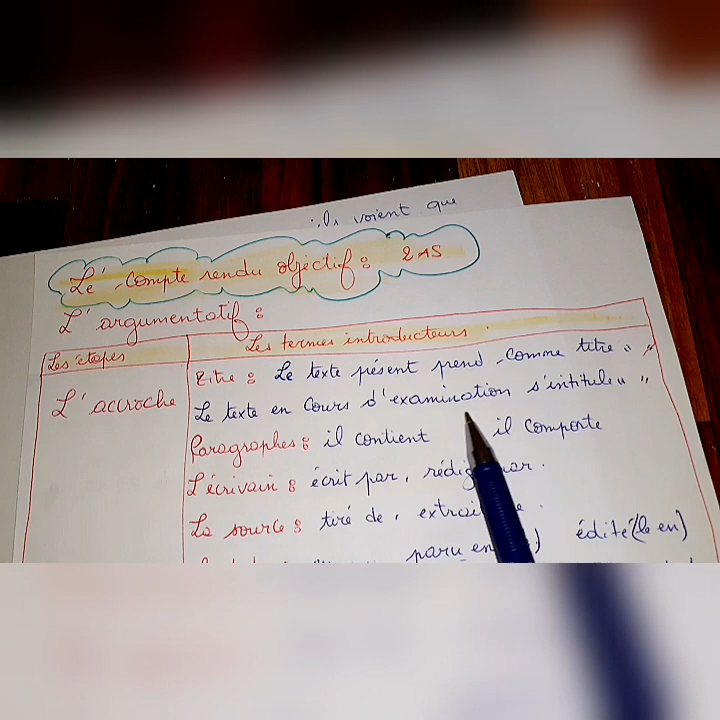 ils voient que
Le compte rendu objectif : 2 AS
L'argumentatif :
Les étapes
Les termes introducteurs
L'accroche
Titre : Le texte présent prend comme titre " "
Le texte en cours d'examination s'intitule " "
Paragraphes : il contient il comporte
L'écrivain : écrit par, rédigé par.
La source : tiré de, extrait
paru en édité (le en)